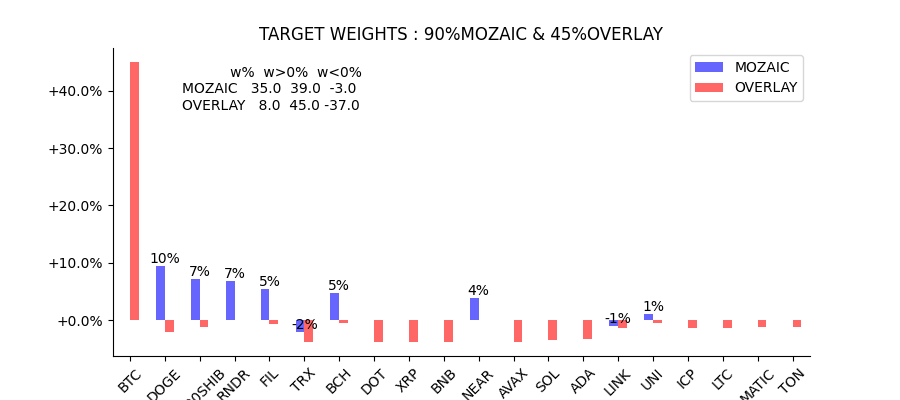 TARGET WEIGHTS : 90%MOZAIC & 45%OVERLAY
w% w>0% w<0%
MOZAIC 35.0 39.0 -3.0
OVERLAY 8.0 45.0 -37.0
MOZAIC
OVERLAY
+40.0%
+30.0%
+20.0%
+10.0%
+0.0%
10%
7%
7%
5%
-2%
5%
4%
-1%
1%
BTC
DOGE
RNDR
FIL
TRX
BCH
DOT
XRP
BNB
NEAR
AVAX
SOL
ADA
LINK
UNI
ICP
LTC
MATIC
TON